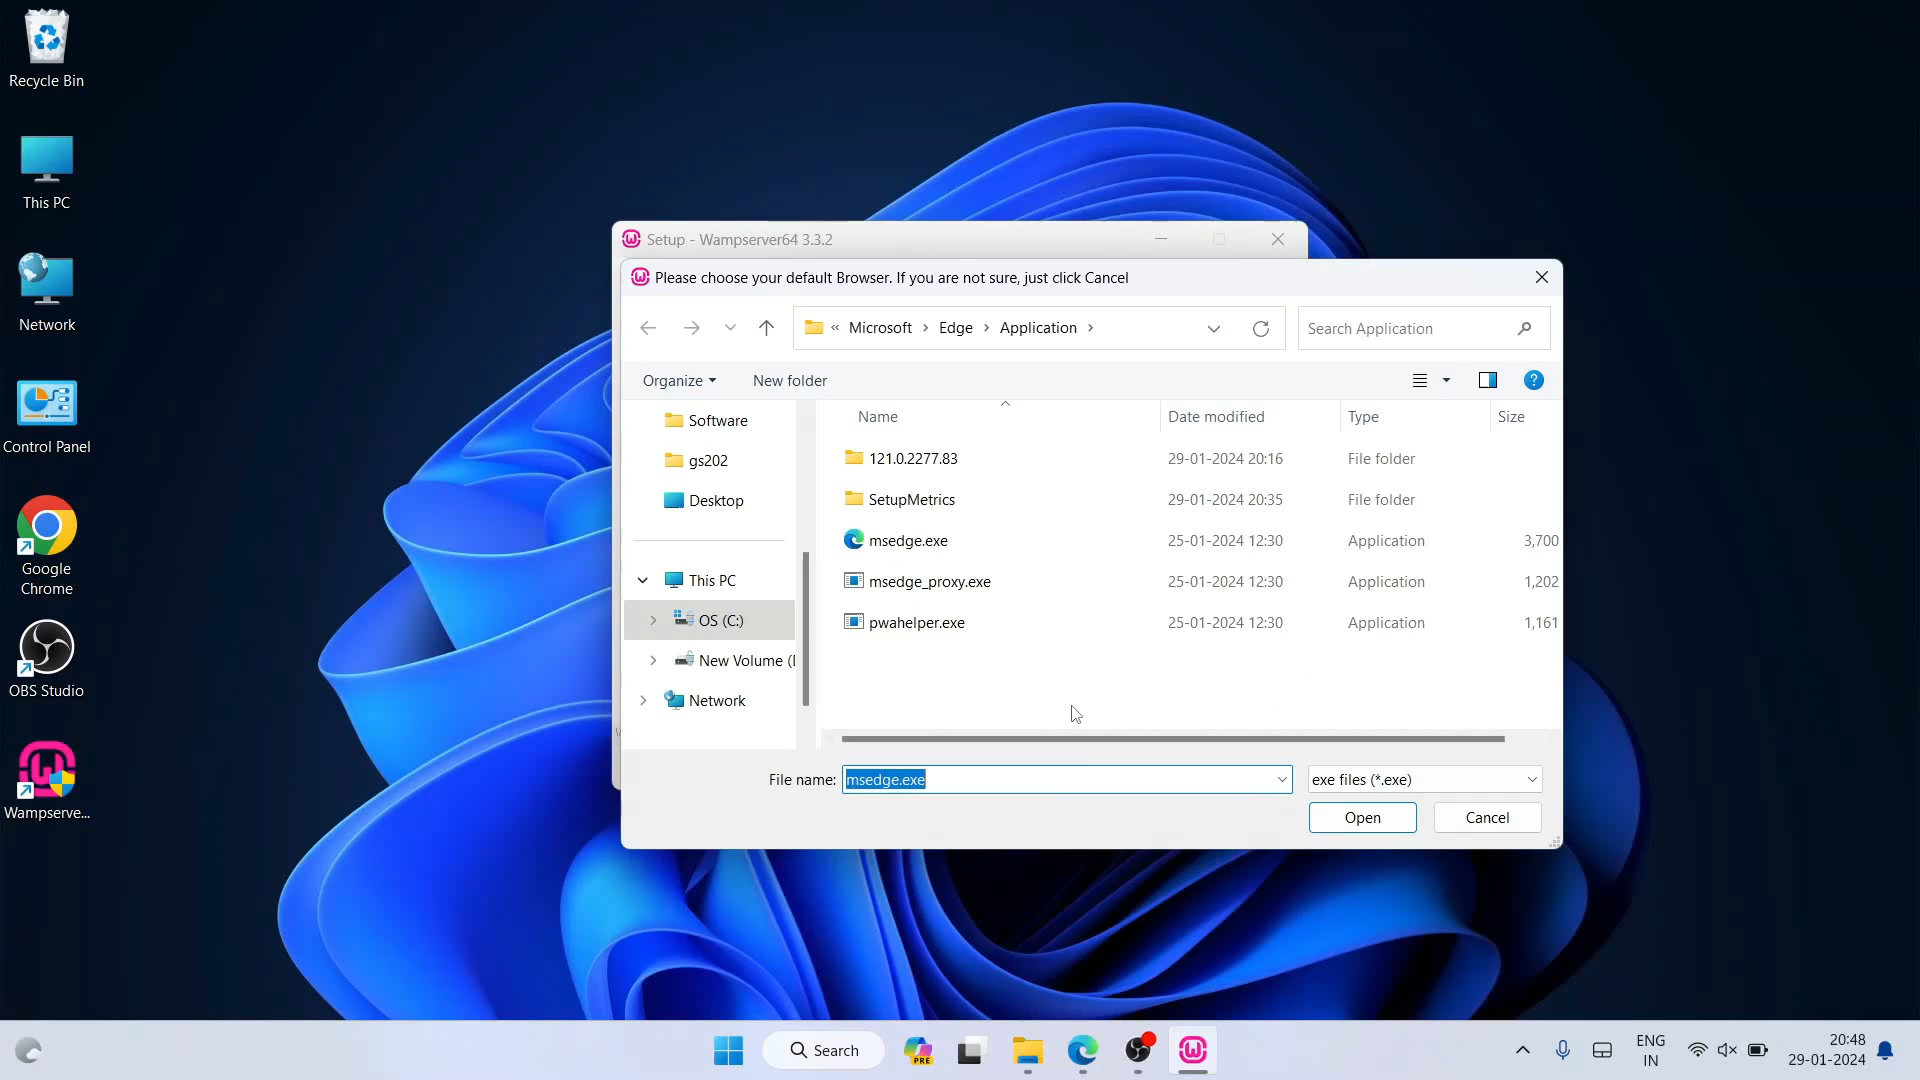 Recycle Bin
This PC
Network
Control Panel
Google
Chrome
OBS Studio
Wampserve...
Setup - Wampserver64 3.3.2
Please choose your default Browser. If you are not sure, just click Cancel
« Microsoft › Edge › Application ›
Search Application
Organize
New folder
Software
gs202
Desktop
This PC
OS (C:)
New Volume (
Network
Name Date modified Type Size
121.0.2277.83 29-01-2024 20:16 File folder
SetupMetrics 29-01-2024 20:35 File folder
msedge.exe 25-01-2024 12:30 Application 3,700
msedge_proxy.exe 25-01-2024 12:30 Application 1,202
pwahelper.exe 25-01-2024 12:30 Application 1,161
File name: msedge.exe
exe files (*.exe)
Open
Cancel
Search
PRE
ENG
IN
20:48
29-01-2024